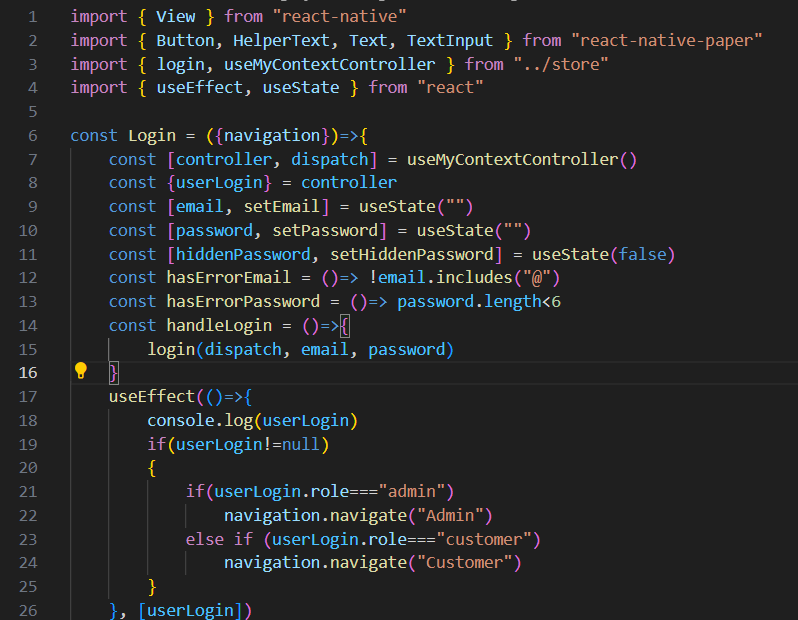 1 import { View } from "react-native"
2 import { Button, HelperText, Text, TextInput } from "react-native-paper"
3 import { login, useMyContextController } from "../store"
4 import { useEffect, useState } from "react"
5
6 const Login = ({navigation})=>{
7     const [controller, dispatch] = useMyContextController()
8     const {userLogin} = controller
9     const [email, setEmail] = useState("")
10     const [password, setPassword] = useState("")
11     const [hiddenPassword, setHiddenPassword] = useState(false)
12     const hasErrorEmail = ()=> !email.includes("@")
13     const hasErrorPassword = ()=> password.length<6
14     const handleLogin = ()=>{
15         login(dispatch, email, password)
16     }
17     useEffect(()=>{
18         console.log(userLogin)
19         if(userLogin!=null)
20         {
21             if(userLogin.role==="admin")
22                 navigation.navigate("Admin")
23             else if (userLogin.role==="customer")
24                 navigation.navigate("Customer")
25         }
26     }, [userLogin])